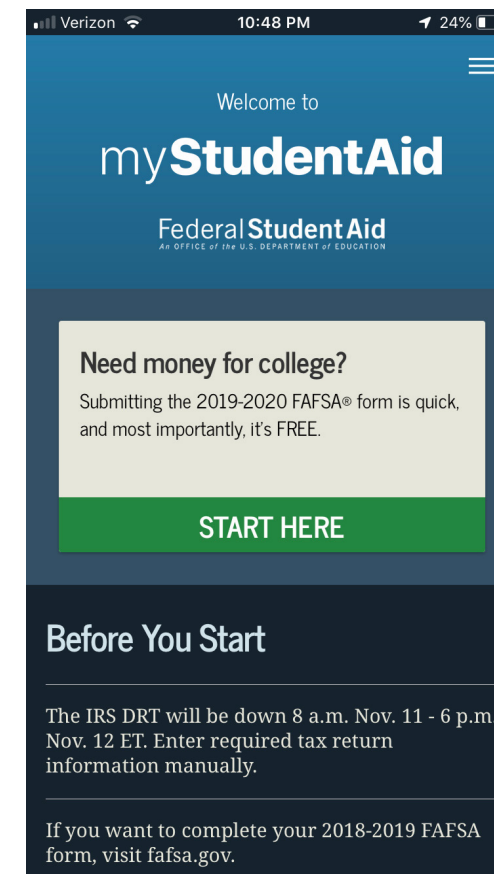 Verizon 10:48 PM 24%
Welcome to
myStudentAid
Federal Student Aid
An OFFICE of the U.S. DEPARTMENT of EDUCATION
Need money for college?
Submitting the 2019-2020 FAFSA® form is quick,
and most importantly, it's FREE.
START HERE
Before You Start
The IRS DRT will be down 8 a.m. Nov. 11 - 6 p.m.
Nov. 12 ET. Enter required tax return
information manually.
If you want to complete your 2018-2019 FAFSA
form, visit fafsa.gov.